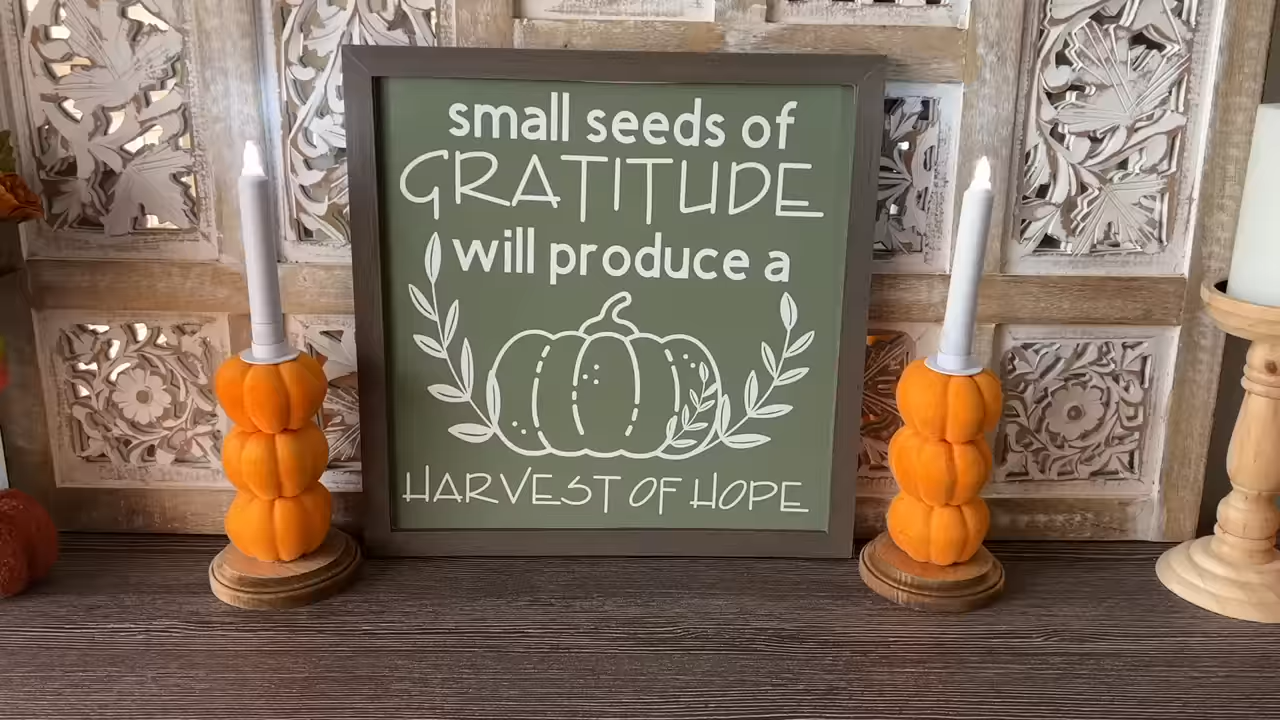 small seeds of
GRATITUDE
will produce a
HARVEST OF HOPE